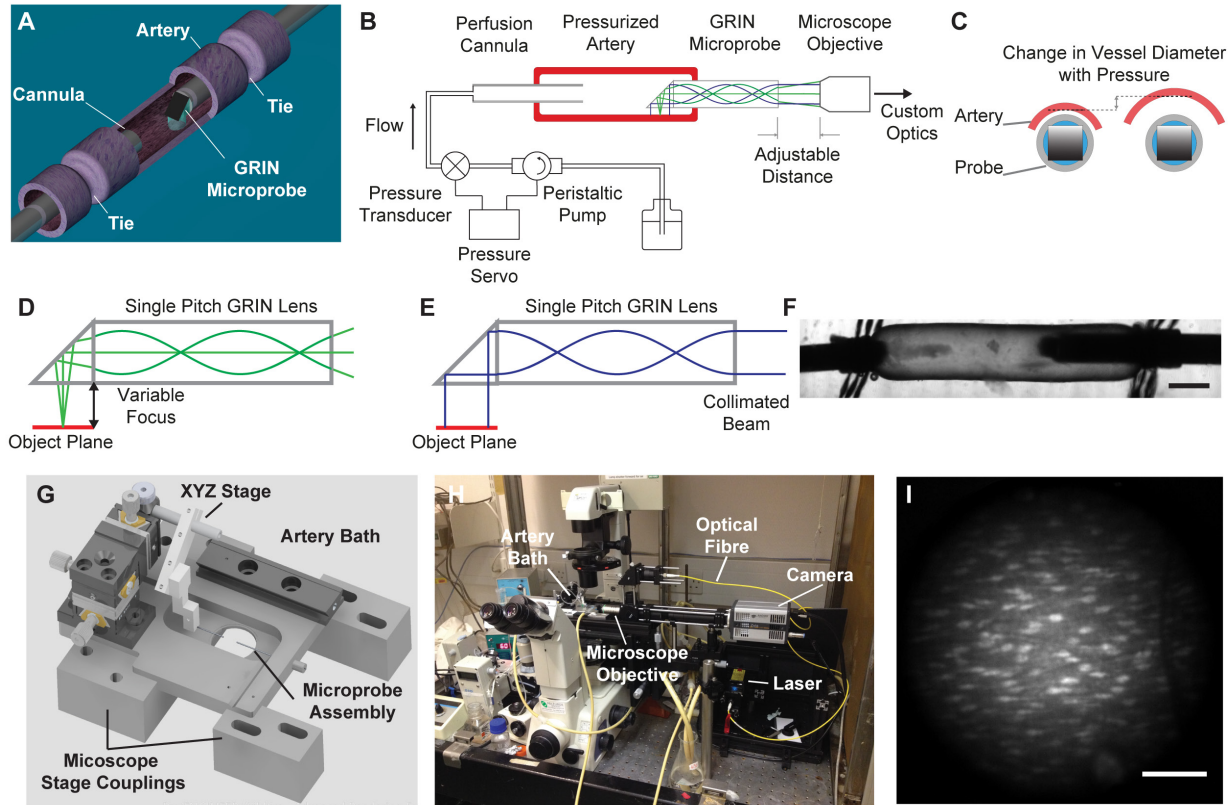 A
Artery
Tie
Cannula
GRIN
Microprobe
Tie
B
Perfusion
Cannula
Pressurized
Artery
GRIN
Microprobe
Microscope
Objective
Flow
Custom
Optics
Adjustable
Distance
Pressure
Transducer
Peristaltic
Pump
Pressure
Servo
C
Change in Vessel Diameter
with Pressure
Artery
Probe
D
Single Pitch GRIN Lens
Variable
Focus
Object Plane
E
Single Pitch GRIN Lens
Collimated
Beam
Object Plane
F
G
XYZ Stage
Artery Bath
Microprobe
Assembly
Micoscope
Stage Couplings
H
Artery
Bath
Optical
Fibre
Camera
Microscope
Objective
Laser
I